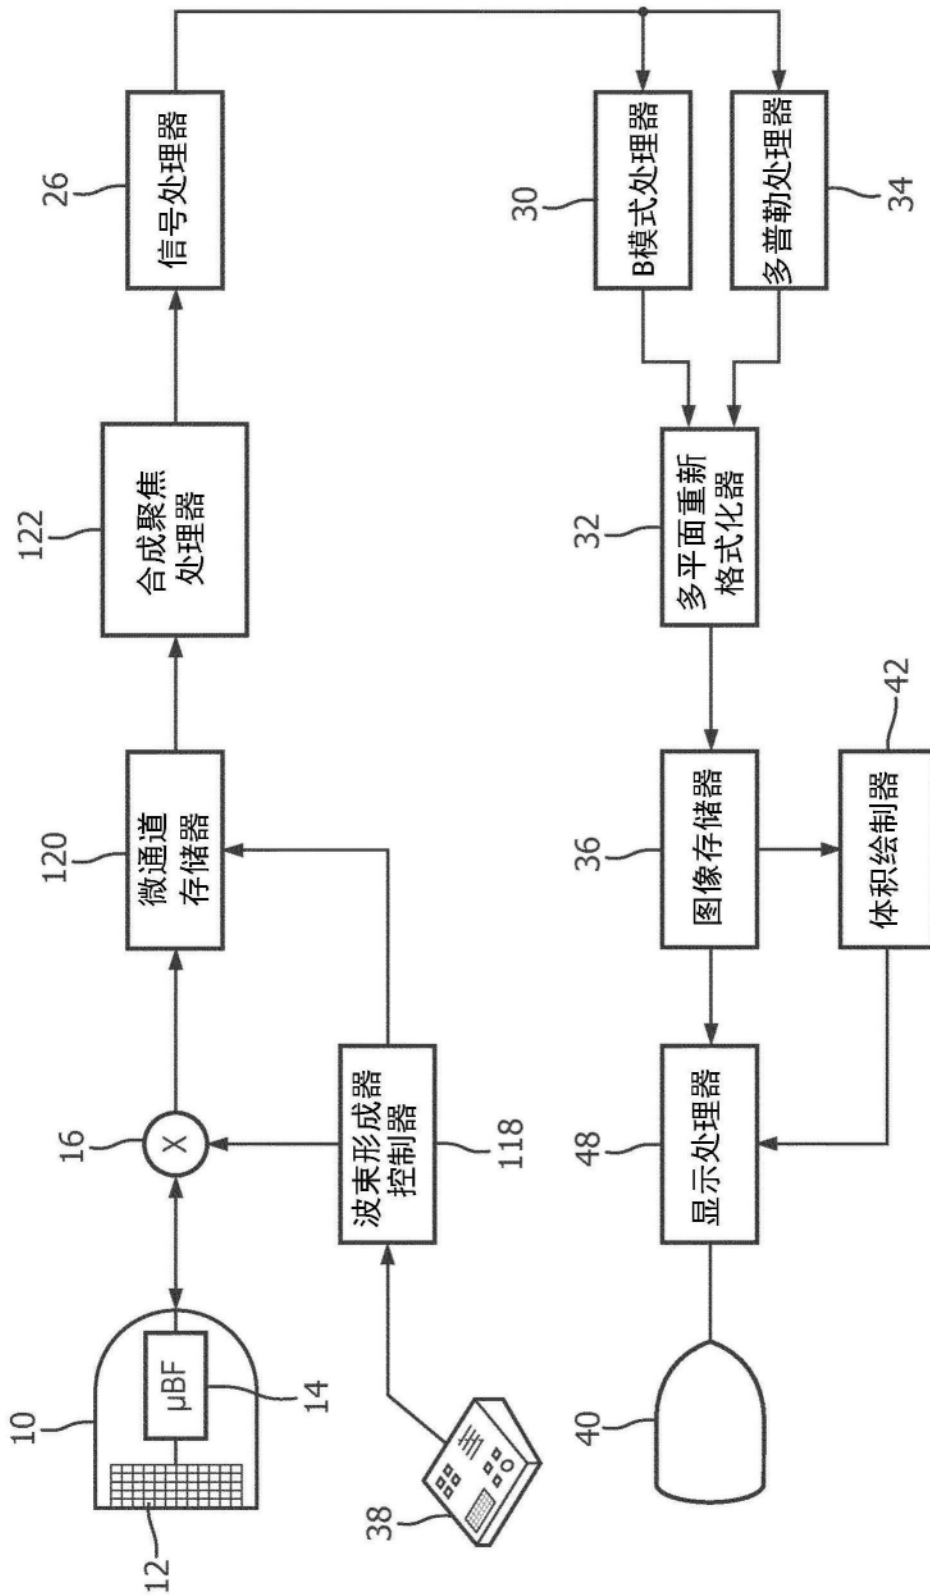 10
12
μBF
14
16
X
38
波束形成器
控制器
118
120
微通道
存储器
122
合成聚焦
处理器
26
信号处理器
30
B模式处理器
多普勒处理器
34
32
多平面重新
格式化器
36
图像存储器
42
体积绘制器
48
显示处理器
40